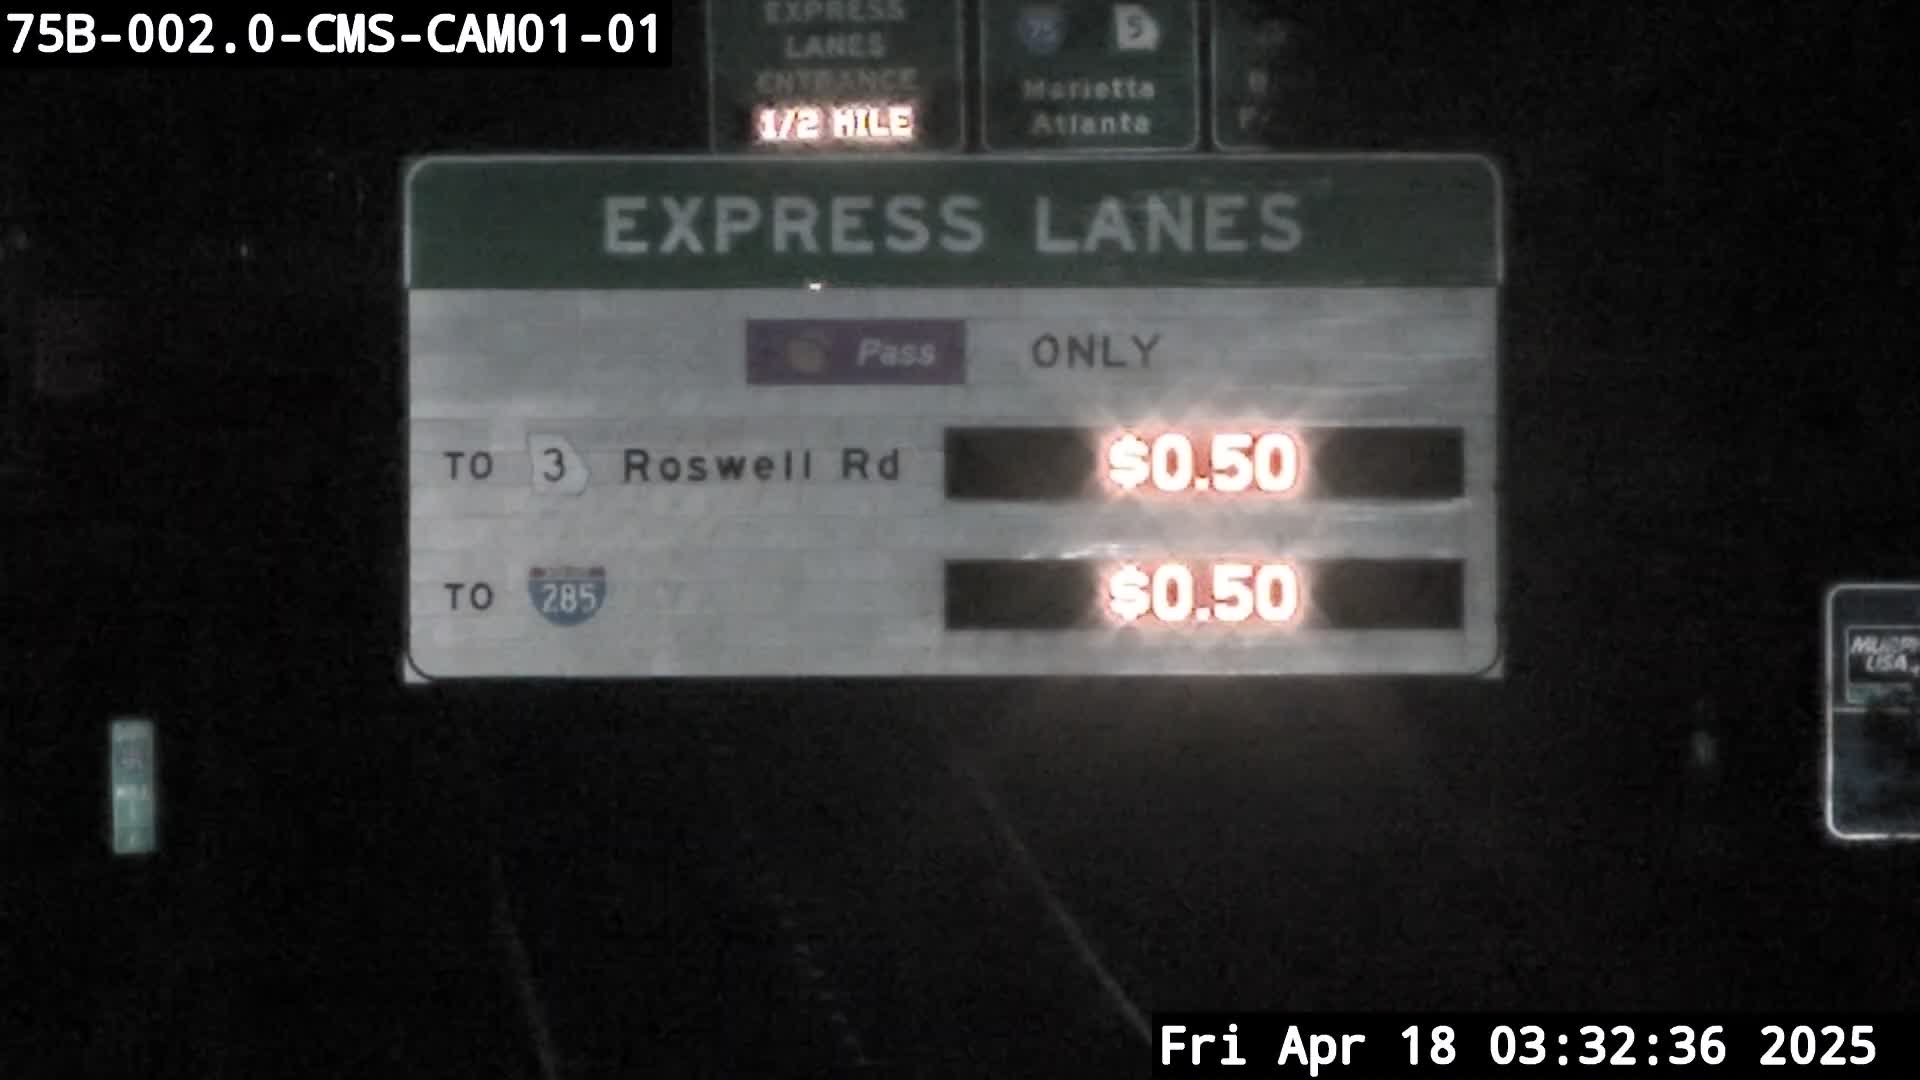 75B-002.0-CMS-CAM01-01
EXPRESS
LANES
ENTRANCE
1/2 MILE
75 5
Marietta
Atlanta
EXPRESS LANES
Pass ONLY
TO 3 Roswell Rd $0.50
TO 285 $0.50
USA
Fri Apr 18 03:32:36 2025